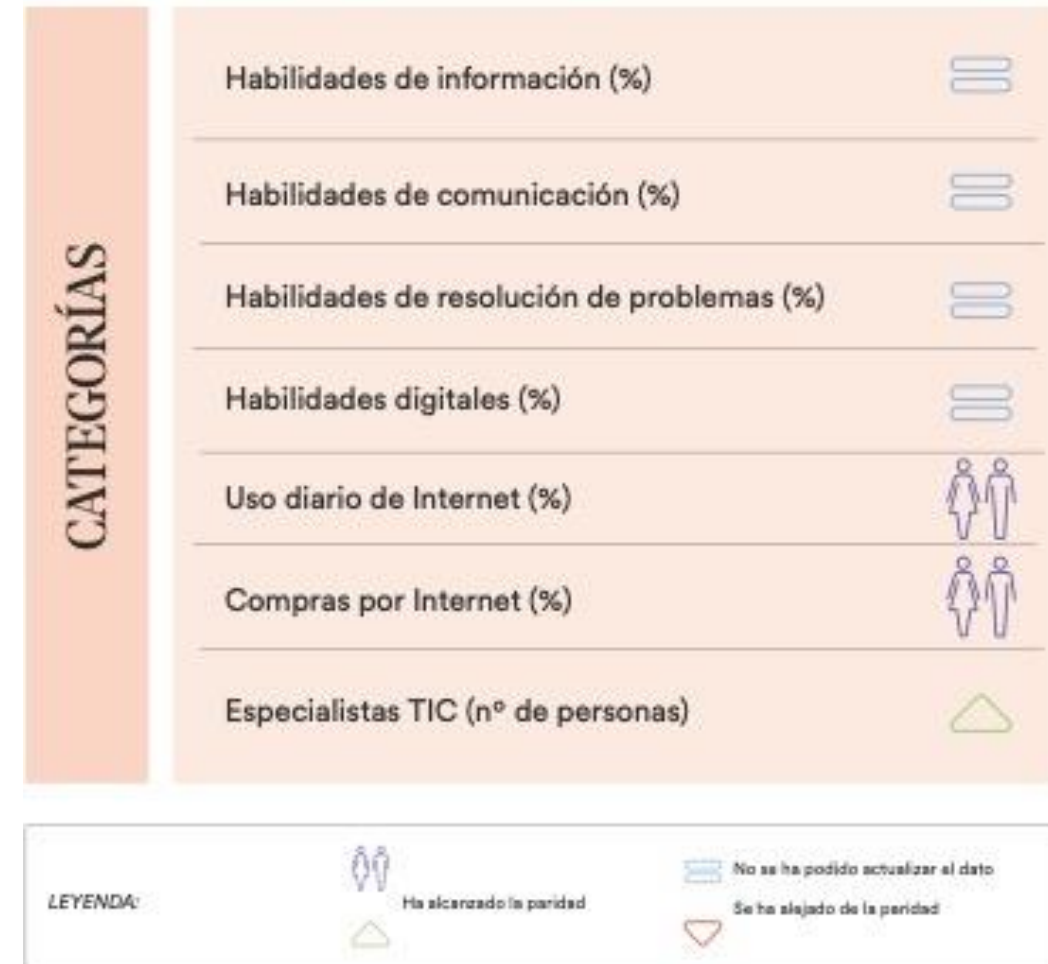 CATEGORÍAS
Habilidades de información (%)
Habilidades de comunicación (%)
Habilidades de resolución de problemas (%)
Habilidades digitales (%)
Uso diario de Internet (%)
Compras por Internet (%)
Especialistas TIC (nº de personas)
LEYENDA:
Ha alcanzado la paridad
No se ha podido actualizar el dato
Se ha alejado de la paridad